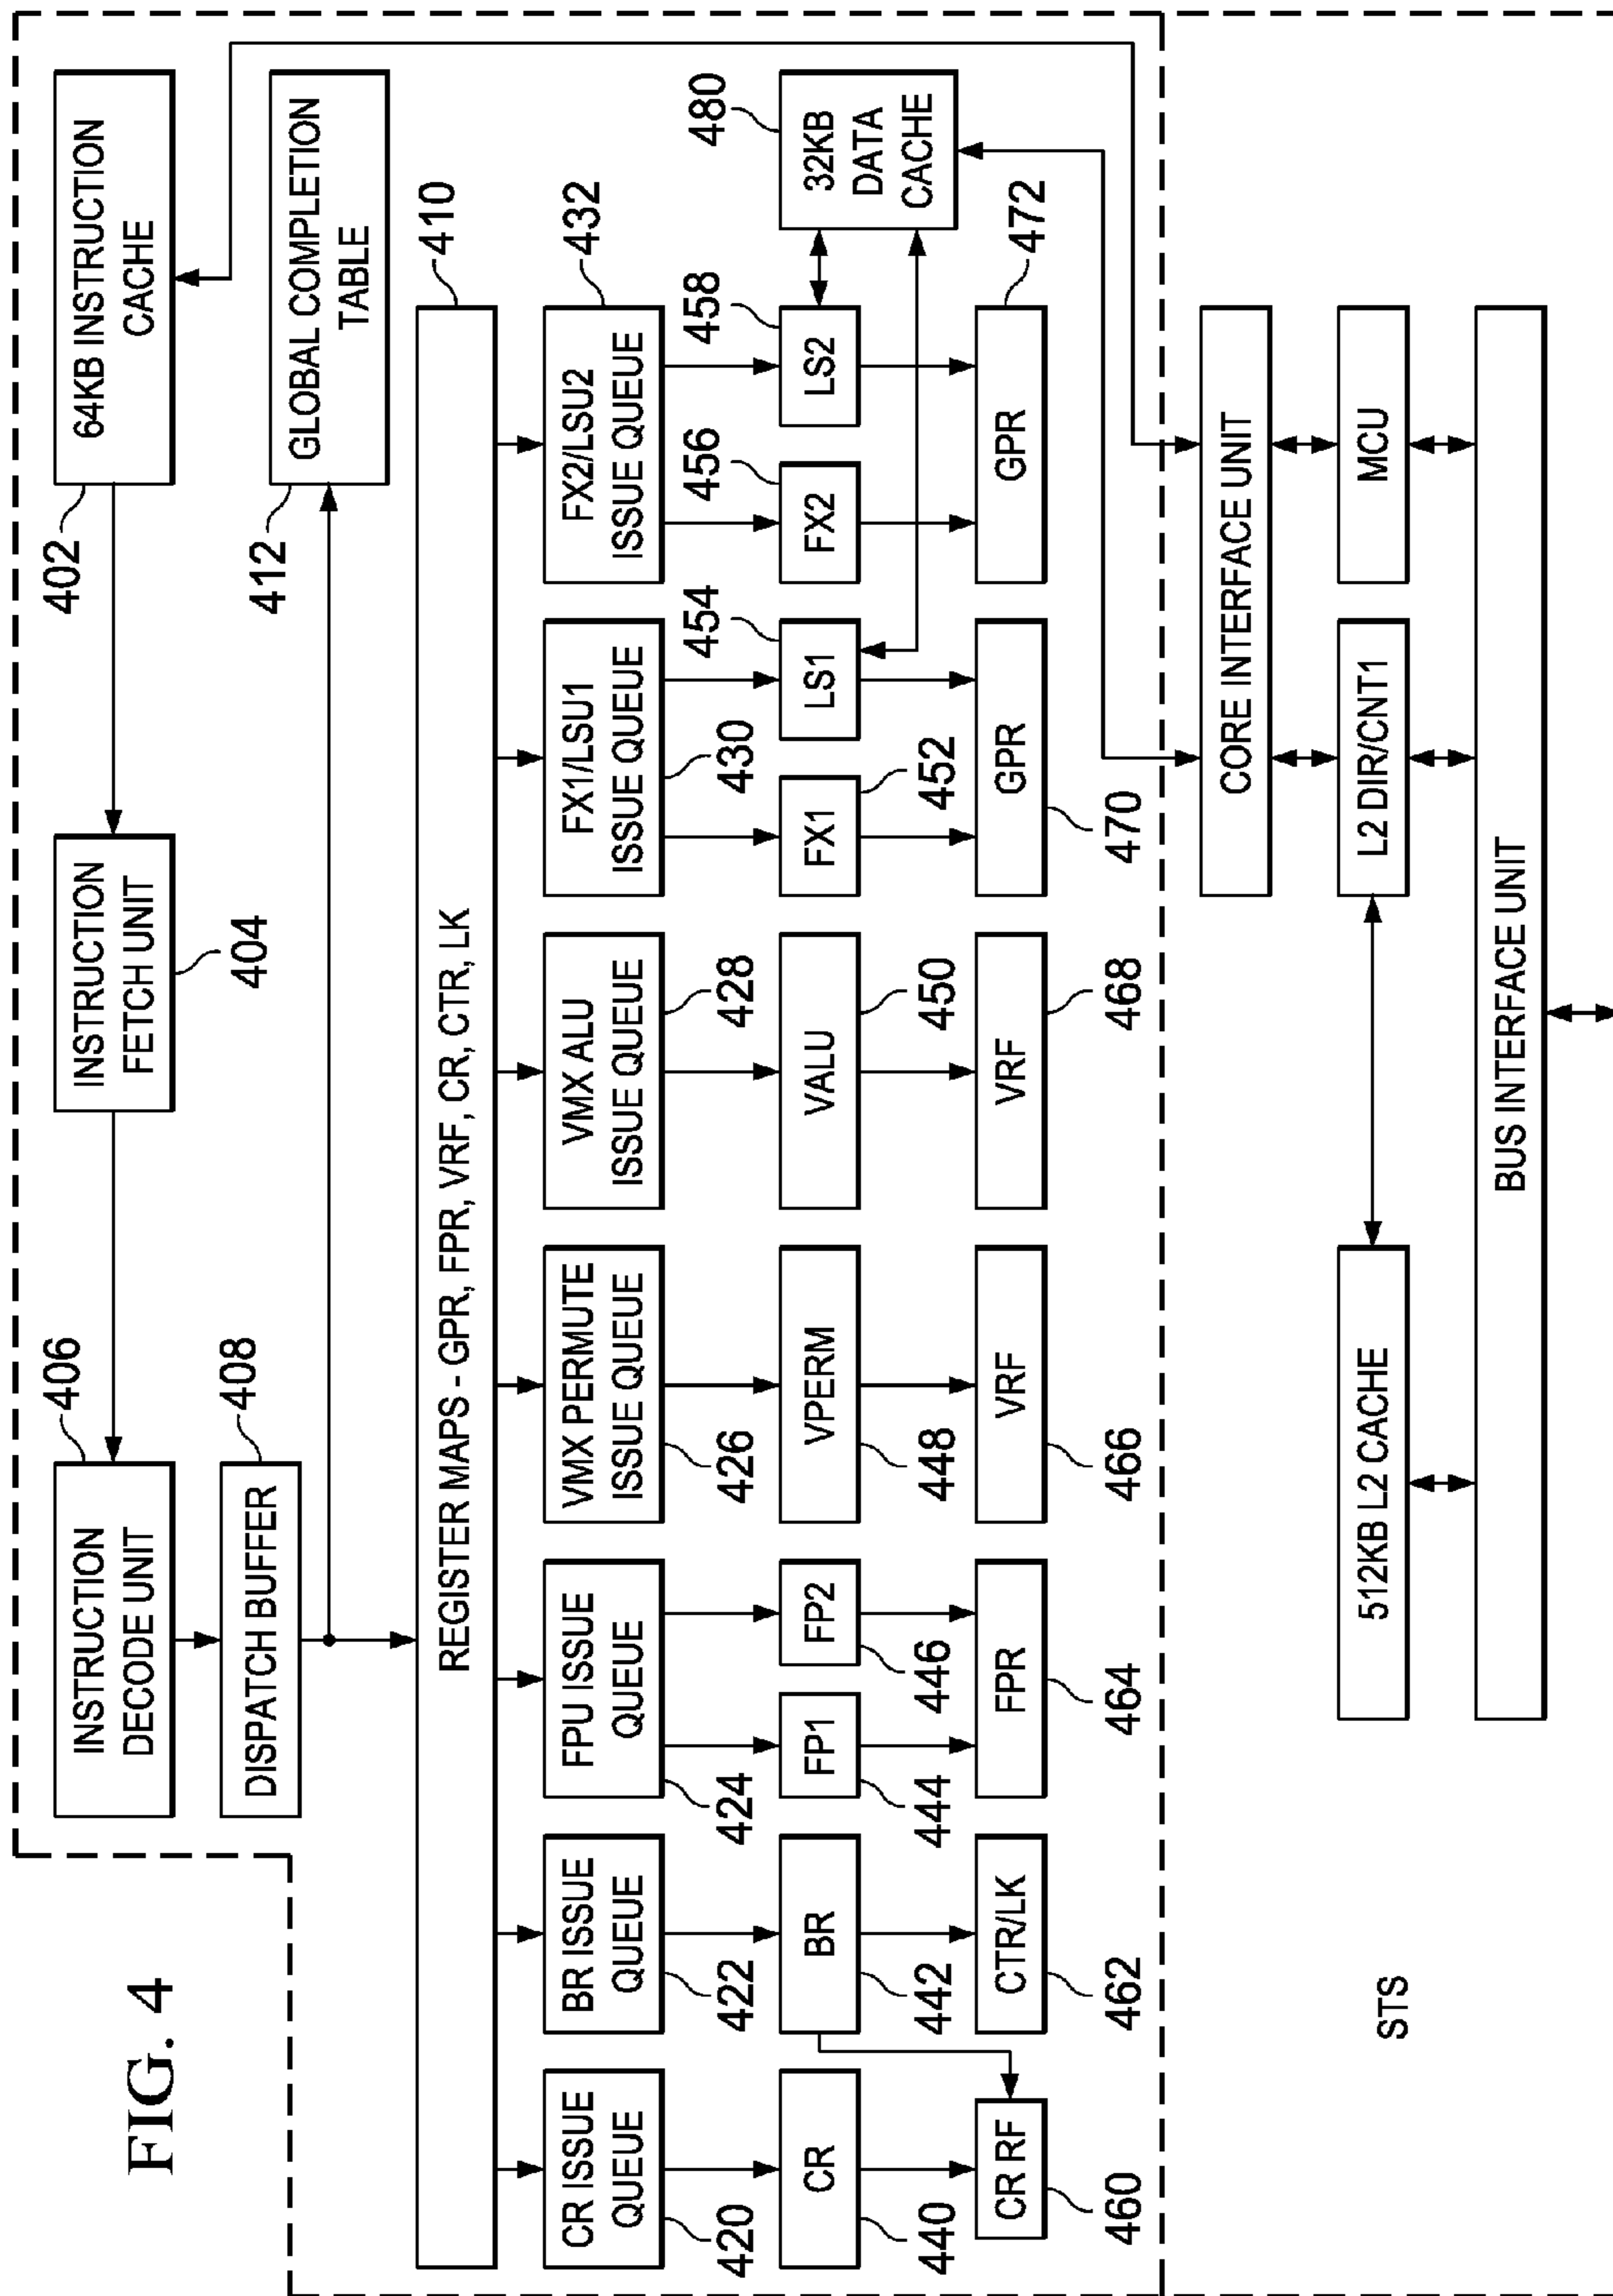 FIG. 4
406
INSTRUCTION
DECODE UNIT
INSTRUCTION
FETCH UNIT
404
402
64KB INSTRUCTION
CACHE
408
DISPATCH BUFFER
412
GLOBAL COMPLETION
TABLE
410
REGISTER MAPS - GPR, FPR, VRF, CR, CTR, LK
CR ISSUE
QUEUE
420
BR ISSUE
QUEUE
422
FPU ISSUE
QUEUE
424
VMX PERMUTE
ISSUE QUEUE
426
VMX ALU
ISSUE QUEUE
428
FX1/LSU1
ISSUE QUEUE
430
FX2/LSU2
ISSUE QUEUE
432
CR
440
BR
442
FP1
444
FP2
446
VPERM
448
VALU
450
FX1
452
LS1
454
FX2
456
LS2
458
32KB
DATA
CACHE
480
CR RF
460
CTR/LK
462
FPR
464
VRF
466
VRF
468
GPR
470
GPR
472
STS
CORE INTERFACE UNIT
512KB L2 CACHE
L2 DIR/CNT1
MCU
BUS INTERFACE UNIT